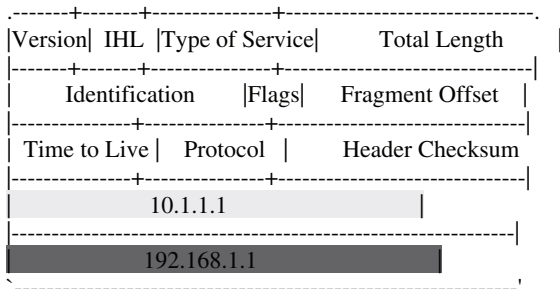 .-------+-------+---------------+-------------------------------.
|Version| IHL |Type of Service| Total Length |
|-------+-------+---------------+-------------------------------|
| Identification |Flags| Fragment Offset |
|---------------+---------------+-------------------------------|
| Time to Live | Protocol | Header Checksum
|---------------+---------------+-------------------------------|
| 10.1.1.1 |
|---------------------------------------------------------------|
| 192.168.1.1 |
`---------------------------------------------------------------'